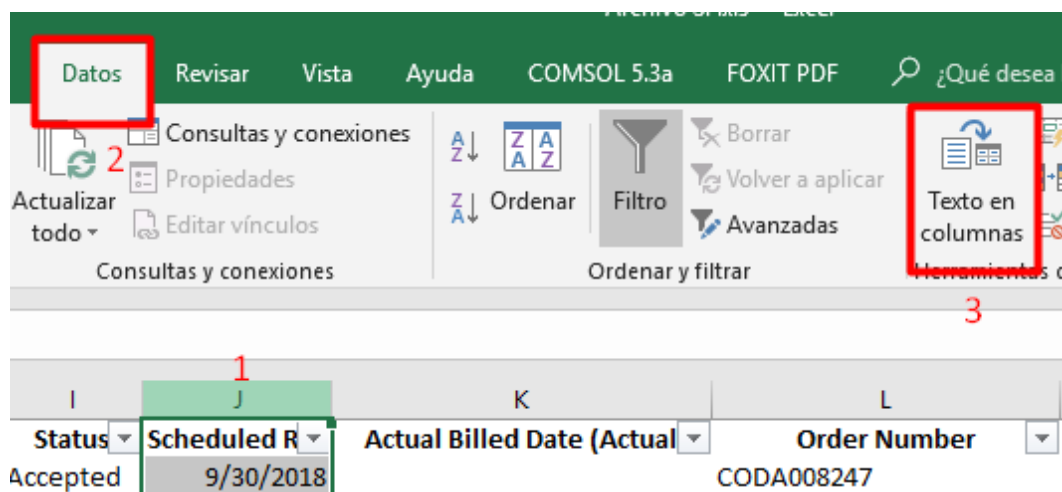 Datos Revisar Vista Ayuda COMSOL 5.3a FOXIT PDF ¿Qué desea
2
Consultas y conexiones
Propiedades
Editar vínculos
Actualizar
todo
Ordenar
Filtro
Borrar
Volver a aplicar
Avanzadas
Texto en
columnas
Consultas y conexiones Ordenar y filtrar Herramientas
3
1
I J K L
Status Scheduled R Actual Billed Date (Actual Order Number
Accepted 9/30/2018 CODA008247